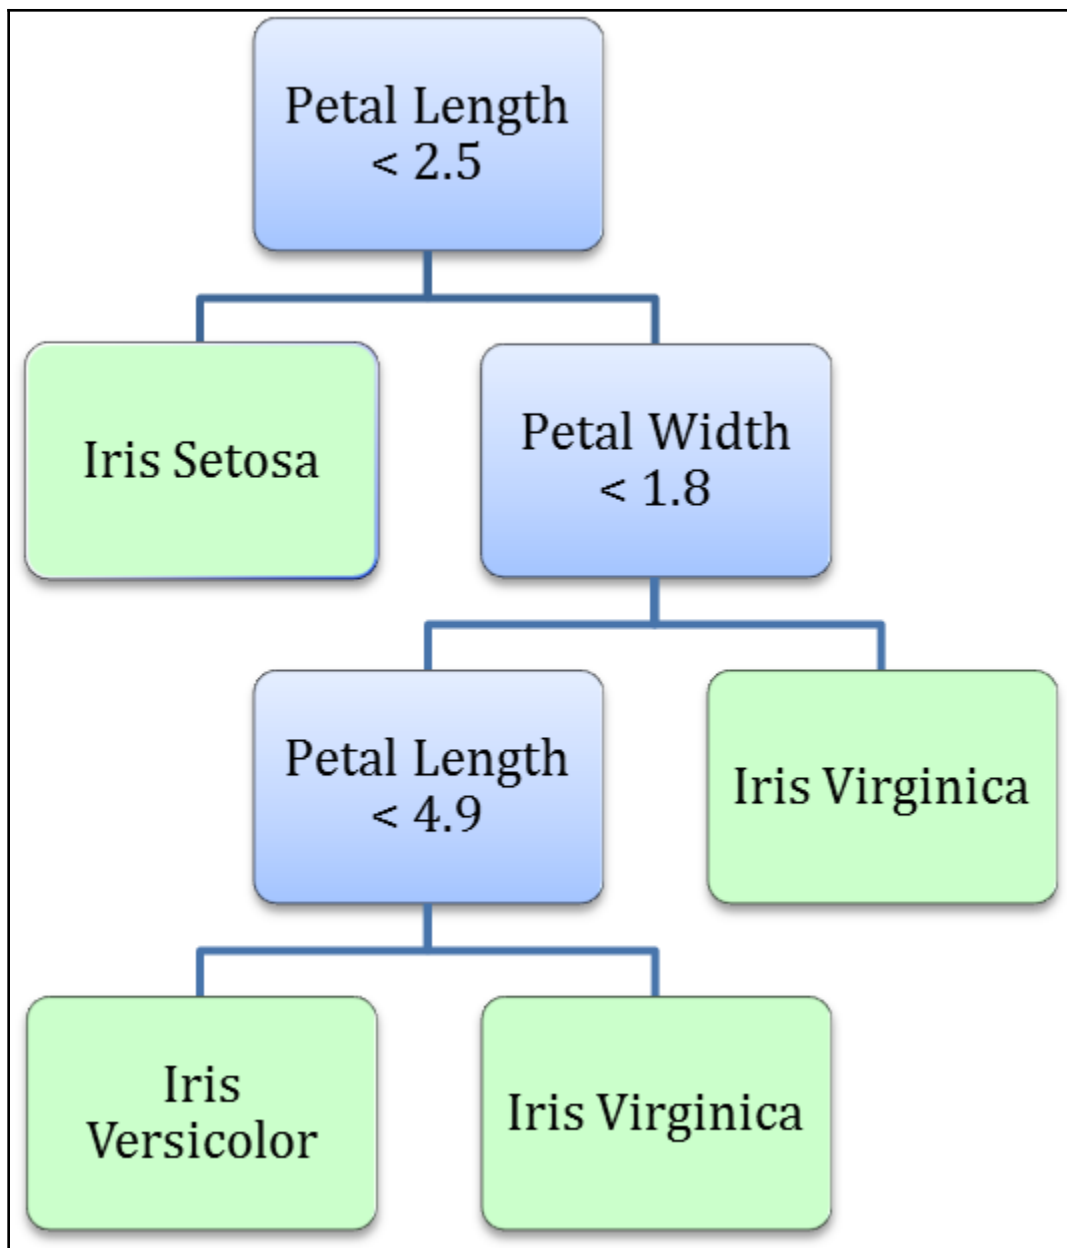 Petal Length
< 2.5
Iris Setosa
Petal Width
< 1.8
Petal Length
< 4.9
Iris Virginica
Iris
Versicolor
Iris Virginica